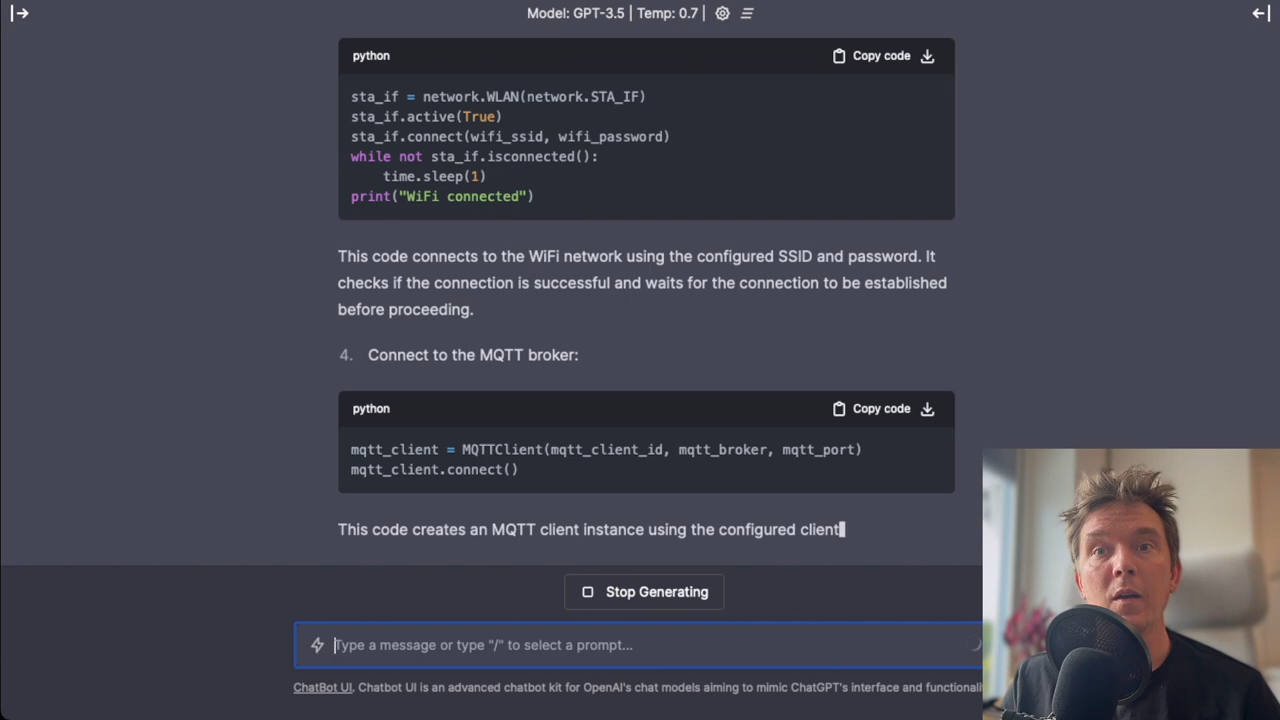 Model: GPT-3.5 | Temp: 0.7 |
python
Copy code
sta_if = network.WLAN(network.STA_IF)
sta_if.active(True)
sta_if.connect(wifi_ssid, wifi_password)
while not sta_if.isconnected():
    time.sleep(1)
print("WiFi connected")
This code connects to the WiFi network using the configured SSID and password. It
checks if the connection is successful and waits for the connection to be established
before proceeding.
4. Connect to the MQTT broker:
python
Copy code
mqtt_client = MQTTClient(mqtt_client_id, mqtt_broker, mqtt_port)
mqtt_client.connect()
This code creates an MQTT client instance using the configured client
Stop Generating
Type a message or type "/" to select a prompt...
ChatBot UI. Chatbot UI is an advanced chatbot kit for OpenAI's chat models aiming to mimic ChatGPT's interface and functionali